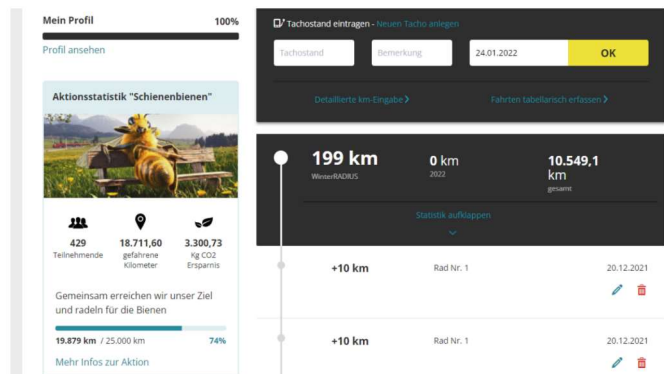 Mein Profil 100%
Profil ansehen
Aktionsstatistik "Schienenbienen"
429
Teilnehmende
18.711,60
gefahrene
Kilometer
3.300,73
Kg CO2
Ersparnis
Gemeinsam erreichen wir unser Ziel
und radeln für die Bienen
19.879 km / 25.000 km 74%
Mehr Infos zur Aktion
Tachostand eintragen - Neuen Tacho anlegen
Tachostand Bemerkung 24.01.2022 OK
Detaillierte km-Eingabe > Fahrten tabellarisch erfassen >
199 km
WinterRADIUS
0 km
2022
10.549,1
km
gesamt
Statistik aufklappen
+10 km Rad Nr. 1 20.12.2021
+10 km Rad Nr. 1 20.12.2021